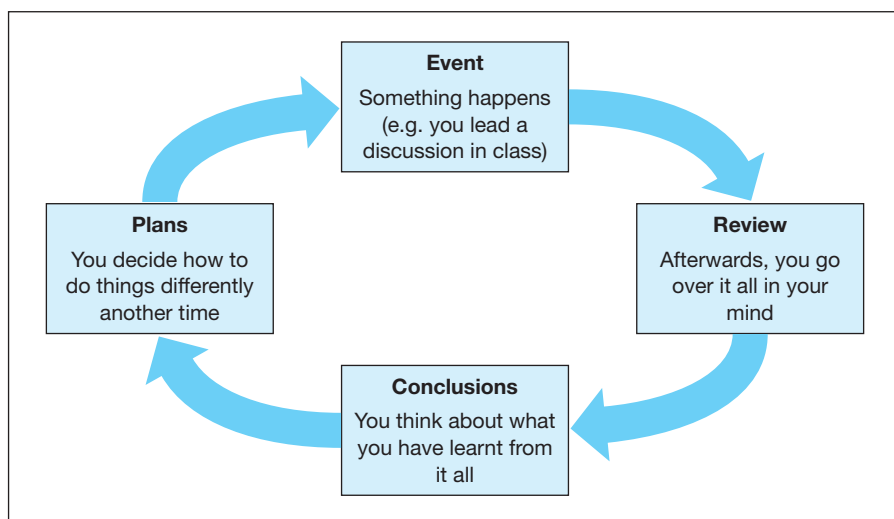 Event
Something happens
(e.g. you lead a
discussion in class)
Review
Afterwards, you go
over it all in your
mind
Conclusions
You think about what
you have learnt from
it all
Plans
You decide how to
do things differently
another time